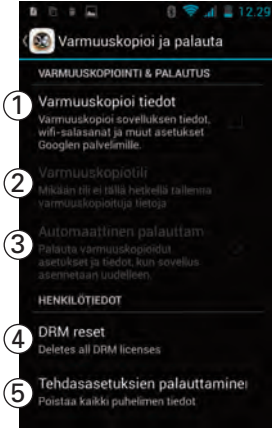 12.29
Varmuuskopioi ja palauta
VARMUUSKOPIOINTI & PALAUTUS
1 Varmuuskopioi tiedot
Varmuuskopioi sovelluksen tiedot,
wifi-salasanat ja muut asetukset
Googlen palvelimille.
2 Varmuuskopiotili
Mikään tili ei tällä hetkellä tallenna
varmuuskopioituja tietoja
3 Automaattinen palauttam
Palauta varmuuskopioidut
asetukset ja tiedot, kun sovellus
asennetaan uudelleen.
HENKILÖTIEDOT
4 DRM reset
Deletes all DRM licenses
5 Tehdasasetuksien palauttamine
Poistaa kaikki puhelimen tiedot